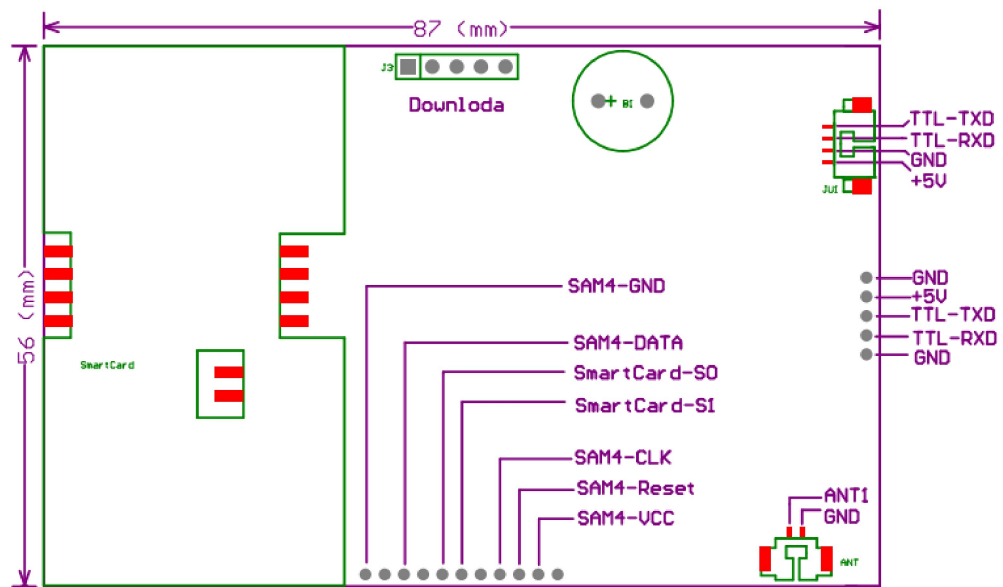 87 (mm)
J3
Downloda
+ BI
TTL-TXD
TTL-RXD
GND
+5V
JUI
56 (mm)
SmartCard
SAM4-GND
SAM4-DATA
SmartCard-SO
SmartCard-SI
SAM4-CLK
SAM4-Reset
SAM4-VCC
GND
+5V
TTL-TXD
TTL-RXD
GND
ANT1
GND
ANT